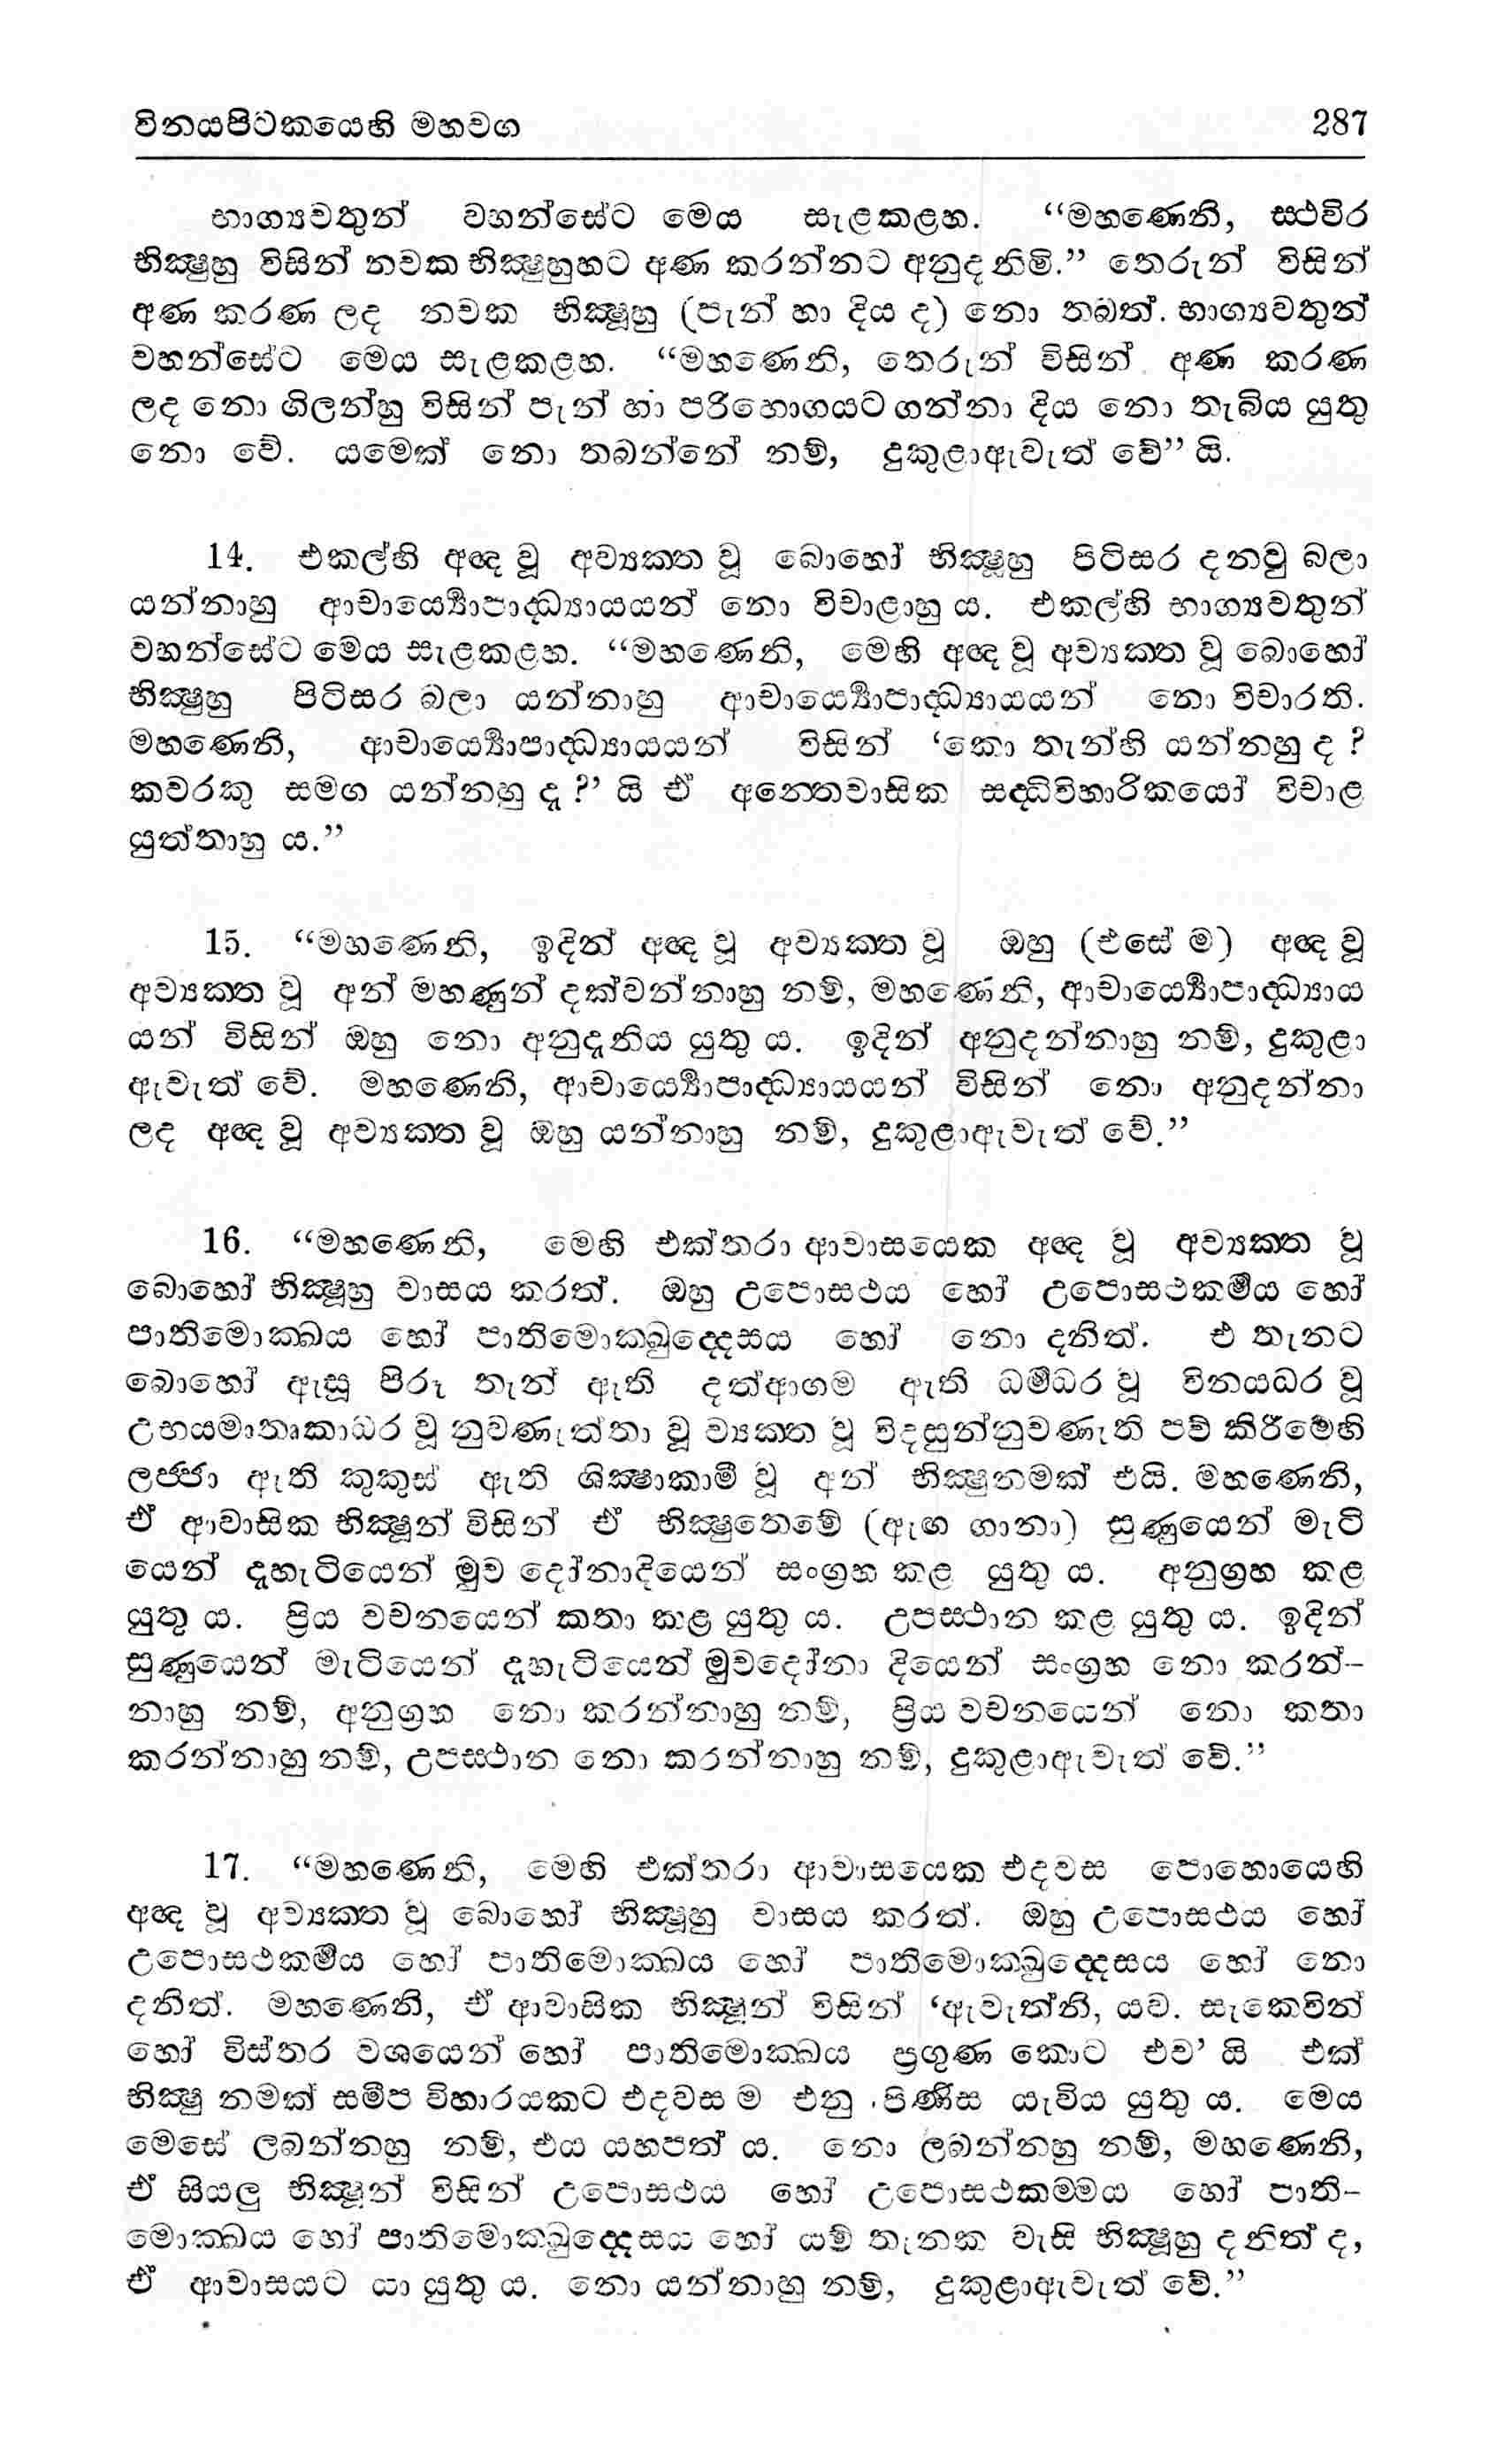 විනයපිටකයෙහි මහවග 287
භාග්‍යවතුන් වහන්සේට මෙය සැළකළහ. “මහණෙනි, ස්ථවිර
භික්‍ෂුහු විසින් නවක භික්‍ෂුහුහට අණ කරන්නට අනුදනිමි.” තෙරුන් විසින්
අණ කරණ ලද නවක භික්‍ෂූහු (පැන් හා දිය ද) නො තබත්. භාග්‍යවතුන්
වහන්සේට මෙය සැළකළහ. “මහණෙනි, තෙරුන් විසින් අණ කරණ
ලද නො ගිලන්හු විසින් පැන් හා පරිභොගයට ගන්නා දිය නො තැබිය යුතු
නො වේ. යමෙක් නො තබන්නේ නම්, දුකුළාඇවැත් වේ” යි.
14. එකල්හි අඥ වූ අව්‍යක්ත වූ බොහෝ භික්‍ෂූහු පිටිසර දනවු බලා
යන්නාහු ආචාර්‍ය්‍යොපාද්ධ්‍යායයන් නො විචාළාහු ය. එකල්හි භාග්‍යවතුන්
වහන්සේට මෙය සැළකළහ. “මහණෙනි, මෙහි අඥ වූ අව්‍යක්ත වූ බොහෝ
භික්‍ෂුහු පිටිසර බලා යන්නාහු ආචාර්‍ය්‍යොපාද්ධ්‍යායයන් නො විචාරති.
මහණෙනි, ආචාර්‍ය්‍යොපාද්ධ්‍යායයන් විසින් ‘කො තැන්හි යන්නහු ද ?
කවරකු සමග යන්නහු දැ ?’ යි ඒ අන්තෙවාසික සද්ධිවිහාරිකයෝ විචාළ
යුත්තාහු ය.”
15. “මහණෙනි, ඉදින් අඥ වූ අව්‍යක්ත වූ ඔහු (එසේ ම) අඥ වූ
අව්‍යක්ත වූ අන් මහණුන් දක්වන්නාහු නම්, මහණෙනි, ආචාර්‍ය්‍යොපාද්ධ්‍යාය
යන් විසින් ඔහු නො අනුදැනිය යුතු ය. ඉදින් අනුදන්නාහු නම්, දුකුළා
ඇවැත් වේ. මහණෙනි, ආචාර්‍ය්‍යොපාද්ධ්‍යායයන් විසින් නො අනුදන්නා
ලද අඥ වූ අව්‍යක්ත වූ ඔහු යන්නාහු නම්, දුකුළාඇවැත් වේ.”
16. “මහණෙනි, මෙහි එක්තරා ආවාසයෙක අඥ වූ අව්‍යක්ත වූ
බොහෝ භික්‍ෂූහු වාසය කරත්. ඔහු උපොසථය හෝ උපොසථකර්‍මය හෝ
පාතිමොක්ඛය හෝ පාතිමොක්ඛුද්දෙසය හෝ නො දනිත්. එ තැනට
බොහෝ ඇසූ පිරූ තැන් ඇති දත්ආගම ඇති ධර්‍මධර වූ විනයධර වූ
උභයමාතෘකාධර වූ නුවණැත්තා වූ ව්‍යක්ත වූ විදසුන්නුවණැති පව් කිරීමෙහි
ලජ්ජා ඇති කුකුස් ඇති ශික්‍ෂාකාමී වූ අන් භික්‍ෂුනමක් එයි. මහණෙනි,
ඒ ආවාසික භික්‍ෂූන් විසින් ඒ භික්‍ෂුතෙමේ (ඇඟ ගානා) සුණුයෙන් මැටි
යෙන් දැහැටියෙන් මුව දෝනාදියෙන් සංග්‍රහ කළ යුතු ය. අනුග්‍රහ කළ
යුතු ය. ප්‍රිය වචනයෙන් කතා කළ යුතු ය. උපස්ථාන කළ යුතු ය. ඉදින්
සුණුයෙන් මැටියෙන් දැහැටියෙන් මුවදෝනා දියෙන් සංග්‍රහ නො කරන්-
නාහු නම්, අනුග්‍රහ නො කරන්නාහු නම්, ප්‍රිය වචනයෙන් නො කතා
කරන්නාහු නම්, උපස්ථාන නො කරන්නාහු නම්, දුකුළාඇවැත් වේ.”
17. “මහණෙනි, මෙහි එක්තරා ආවාසයෙක එදවස පොහොයෙහි
අඥ වූ අව්‍යක්ත වූ බොහෝ භික්‍ෂූහු වාසය කරත්. ඔහු උපොසථය හෝ
උපොසථකර්‍මය හෝ පාතිමොක්ඛය හෝ පාතිමොක්ඛුද්දෙසය හෝ නො
දනිත්. මහණෙනි, ඒ ආවාසික භික්‍ෂූන් විසින් ‘ඇවැත්නි, යව. සැකෙවින්
හෝ විස්තර වශයෙන් හෝ පාතිමොක්ඛය ප්‍රගුණ කොට එව’ යි එක්
භික්‍ෂු නමක් සමීප විහාරයකට එදවස ම එනු පිණිස යැවිය යුතු ය. මෙය
මෙසේ ලබන්නහු නම්, එය යහපත් ය. නො ලබන්නහු නම්, මහණෙනි,
ඒ සියලු භික්‍ෂූන් විසින් උපොසථය හෝ උපොසථකම්මය හෝ පාති-
මොක්ඛය හෝ පාතිමොක්ඛුද්දෙසය හෝ යම් තැනක වැසි භික්‍ෂූහු දනිත් ද,
ඒ ආවාසයට යා යුතු ය. නො යන්නාහු නම්, දුකුළාඇවැත් වේ.”